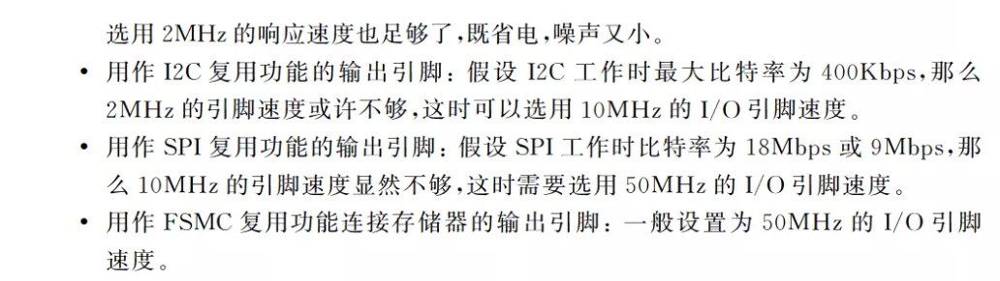 选用 2MHz 的响应速度也足够了,既省电,噪声又小。
• 用作 I2C 复用功能的输出引脚：假设 I2C 工作时最大比特率为 400Kbps,那么
2MHz 的引脚速度或许不够,这时可以选用 10MHz 的 I/O 引脚速度。
• 用作 SPI 复用功能的输出引脚：假设 SPI 工作时比特率为 18Mbps 或 9Mbps,那
么 10MHz 的引脚速度显然不够,这时需要选用 50MHz 的 I/O 引脚速度。
• 用作 FSMC 复用功能连接存储器的输出引脚：一般设置为 50MHz 的 I/O 引脚
速度。